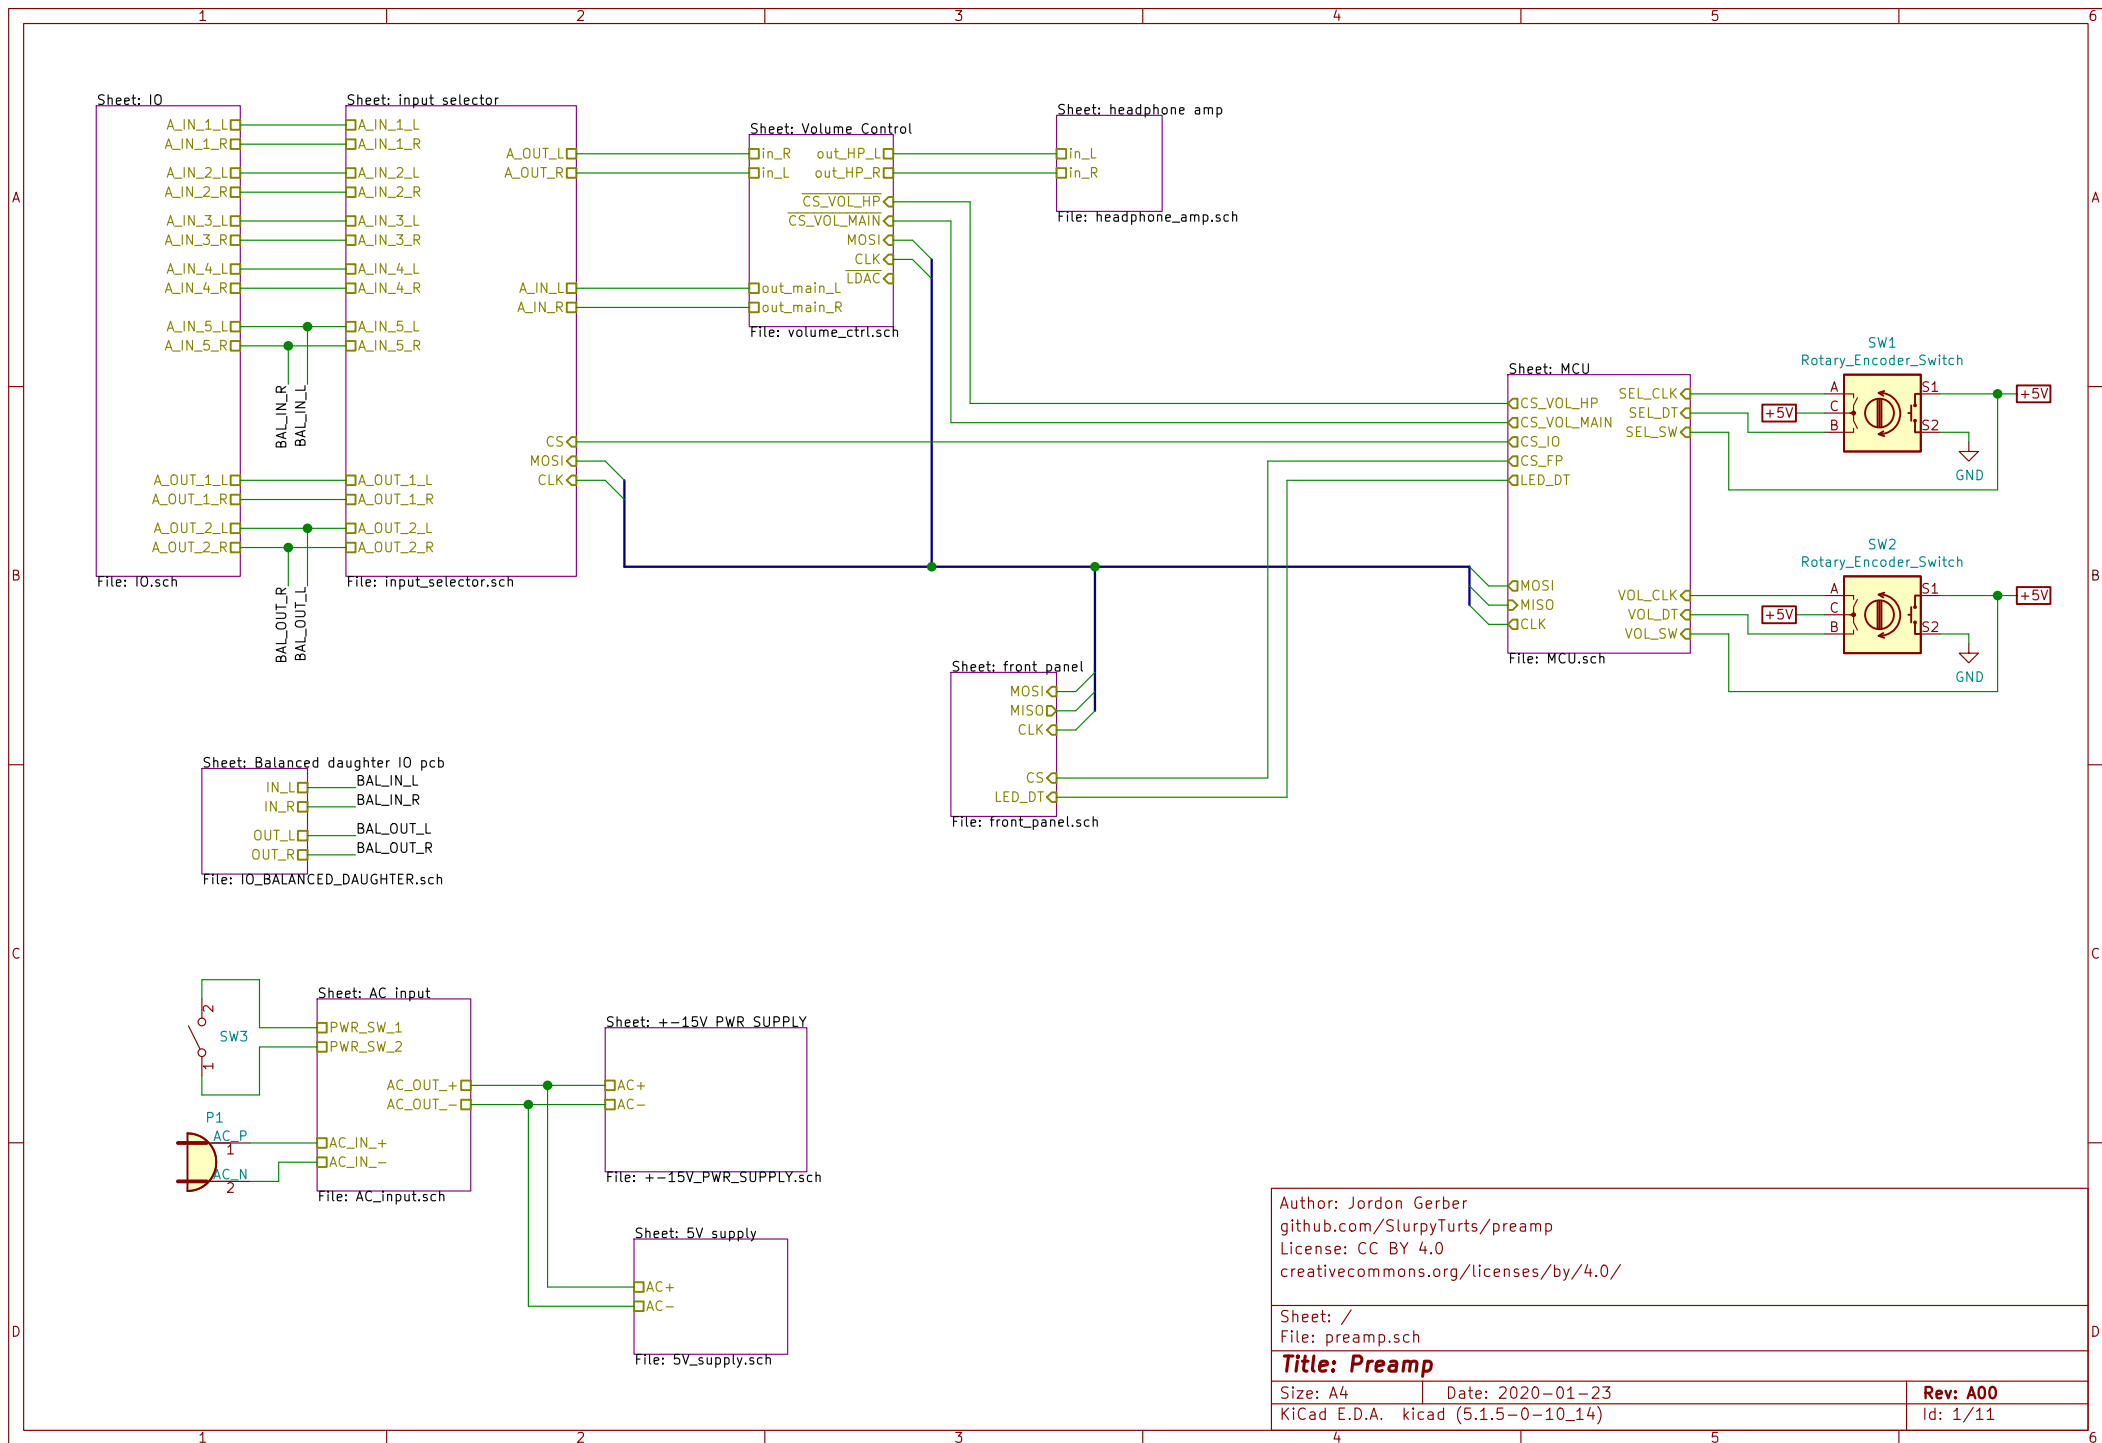 1 2 3 4 5 6
A
B
C
D
A
B
C
D
1 2 3 4 5 6
Sheet: IO
A_IN_1_L
A_IN_1_R
A_IN_2_L
A_IN_2_R
A_IN_3_L
A_IN_3_R
A_IN_4_L
A_IN_4_R
A_IN_5_L
A_IN_5_R
A_OUT_1_L
A_OUT_1_R
A_OUT_2_L
A_OUT_2_R
File: IO.sch
BAL_IN_R
BAL_IN_L
BAL_OUT_R
BAL_OUT_L
Sheet: input selector
A_IN_1_L
A_IN_1_R
A_IN_2_L
A_IN_2_R
A_IN_3_L
A_IN_3_R
A_IN_4_L
A_IN_4_R
A_IN_5_L
A_IN_5_R
A_OUT_1_L
A_OUT_1_R
A_OUT_2_L
A_OUT_2_R
A_OUT_L
A_OUT_R
A_IN_L
A_IN_R
CS
MOSI
CLK
File: input_selector.sch
Sheet: Volume Control
in_R
in_L
out_HP_L
out_HP_R
CS_VOL_HP
CS_VOL_MAIN
MOSI
CLK
LDAC
out_main_L
out_main_R
File: volume_ctrl.sch
Sheet: headphone amp
in_L
in_R
File: headphone_amp.sch
Sheet: MCU
CS_VOL_HP
CS_VOL_MAIN
CS_IO
CS_FP
LED_DT
MOSI
MISO
CLK
SEL_CLK
SEL_DT
SEL_SW
VOL_CLK
VOL_DT
VOL_SW
File: MCU.sch
SW1
Rotary_Encoder_Switch
A
C
B
S1
S2
+5V
+5V
GND
SW2
Rotary_Encoder_Switch
A
C
B
S1
S2
+5V
+5V
GND
Sheet: front panel
MOSI
MISO
CLK
CS
LED_DT
File: front_panel.sch
Sheet: Balanced daughter IO pcb
IN_L
IN_R
OUT_L
OUT_R
BAL_IN_L
BAL_IN_R
BAL_OUT_L
BAL_OUT_R
File: IO_BALANCED_DAUGHTER.sch
2
SW3
1
P1
AC_P
1
AC_N
2
Sheet: AC input
PWR_SW_1
PWR_SW_2
AC_OUT_+
AC_OUT_-
AC_IN_+
AC_IN_-
File: AC_input.sch
Sheet: +-15V PWR SUPPLY
AC+
AC-
File: +-15V_PWR_SUPPLY.sch
Sheet: 5V supply
AC+
AC-
File: 5V_supply.sch
Author: Jordon Gerber
github.com/SlurpyTurts/preamp
License: CC BY 4.0
creativecommons.org/licenses/by/4.0/
Sheet: /
File: preamp.sch
Title: Preamp
Size: A4 Date: 2020-01-23 Rev: A00
KiCad E.D.A. kicad (5.1.5-0-10_14) Id: 1/11